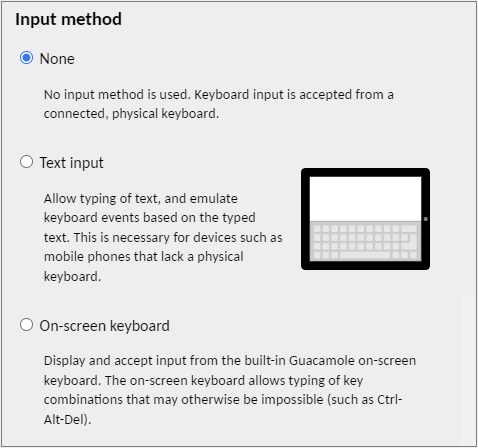 Input method
None
No input method is used. Keyboard input is accepted from a
connected, physical keyboard.
Text input
Allow typing of text, and emulate
keyboard events based on the typed
text. This is necessary for devices such as
mobile phones that lack a physical
keyboard.
On-screen keyboard
Display and accept input from the built-in Guacamole on-screen
keyboard. The on-screen keyboard allows typing of key
combinations that may otherwise be impossible (such as Ctrl-
Alt-Del).